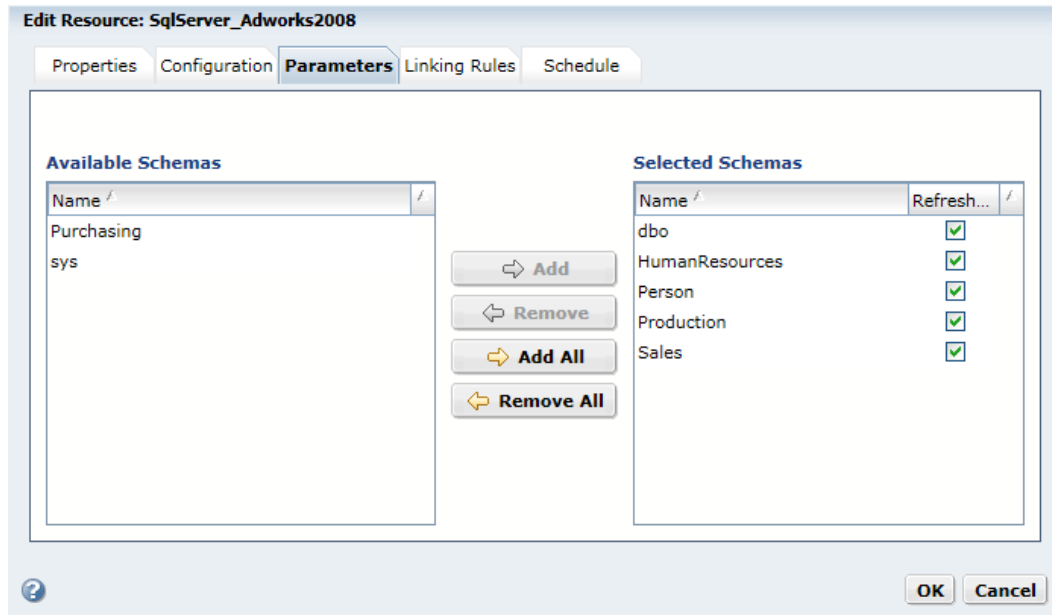 Edit Resource: SqlServer_Adworks2008
Properties Configuration Parameters Linking Rules Schedule
Available Schemas Selected Schemas
Name Name Refresh...
Purchasing dbo
sys HumanResources
Add Person
Remove Production
Add All Sales
Remove All
? OK Cancel